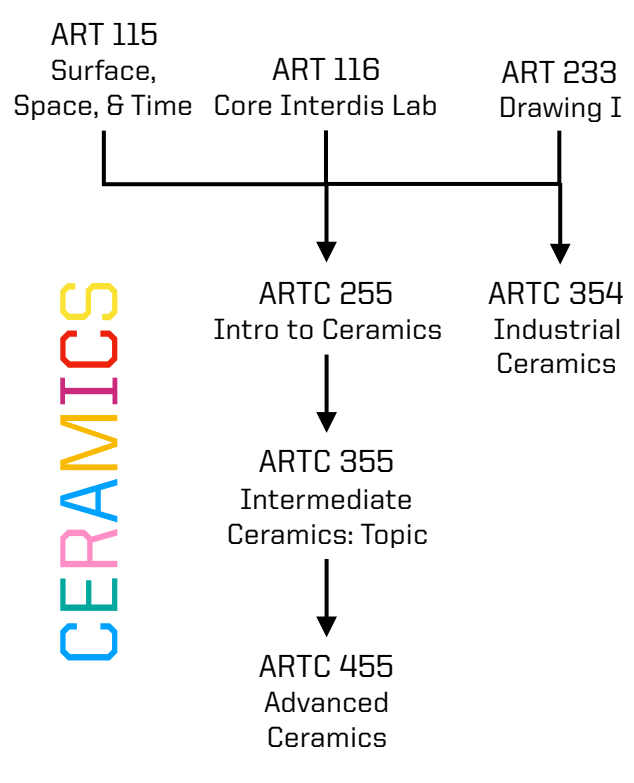 ART 115
Surface,
Space, & Time
ART 116
Core Interdis Lab
ART 233
Drawing I
ARTC 255
Intro to Ceramics
ARTC 354
Industrial
Ceramics
ARTC 355
Intermediate
Ceramics: Topic
ARTC 455
Advanced
Ceramics
CERAMICS